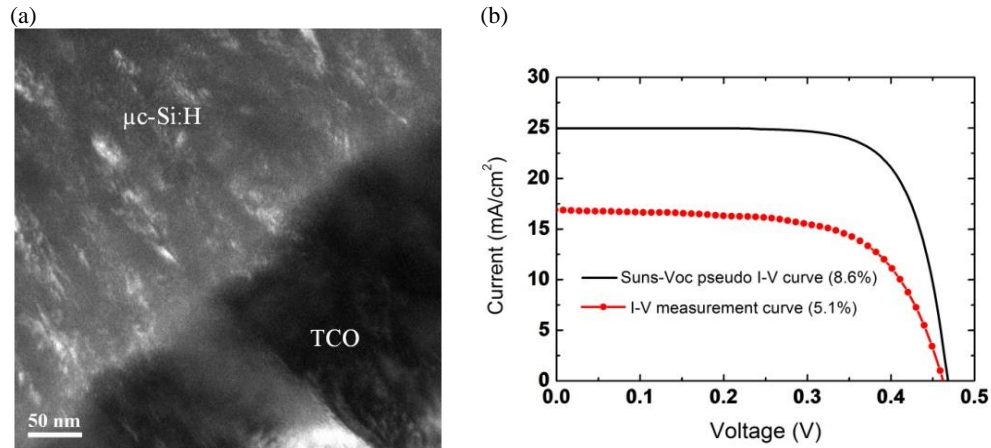 (a)
(b)
μc-Si:H
TCO
50 nm
30
25
20
15
10
5
0
Current (mA/cm²)
Suns-Voc pseudo I-V curve (8.6%)
I-V measurement curve (5.1%)
0.0 0.1 0.2 0.3 0.4 0.5
Voltage (V)